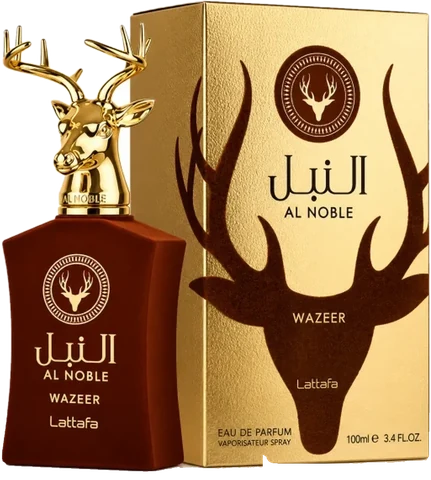 AL NOBLE
النبل
AL NOBLE
WAZEER
Lattafa
النبل
AL NOBLE
WAZEER
Lattafa
EAU DE PARFUM
VAPORISATEUR SPRAY
100ml e 3.4 FL.OZ.